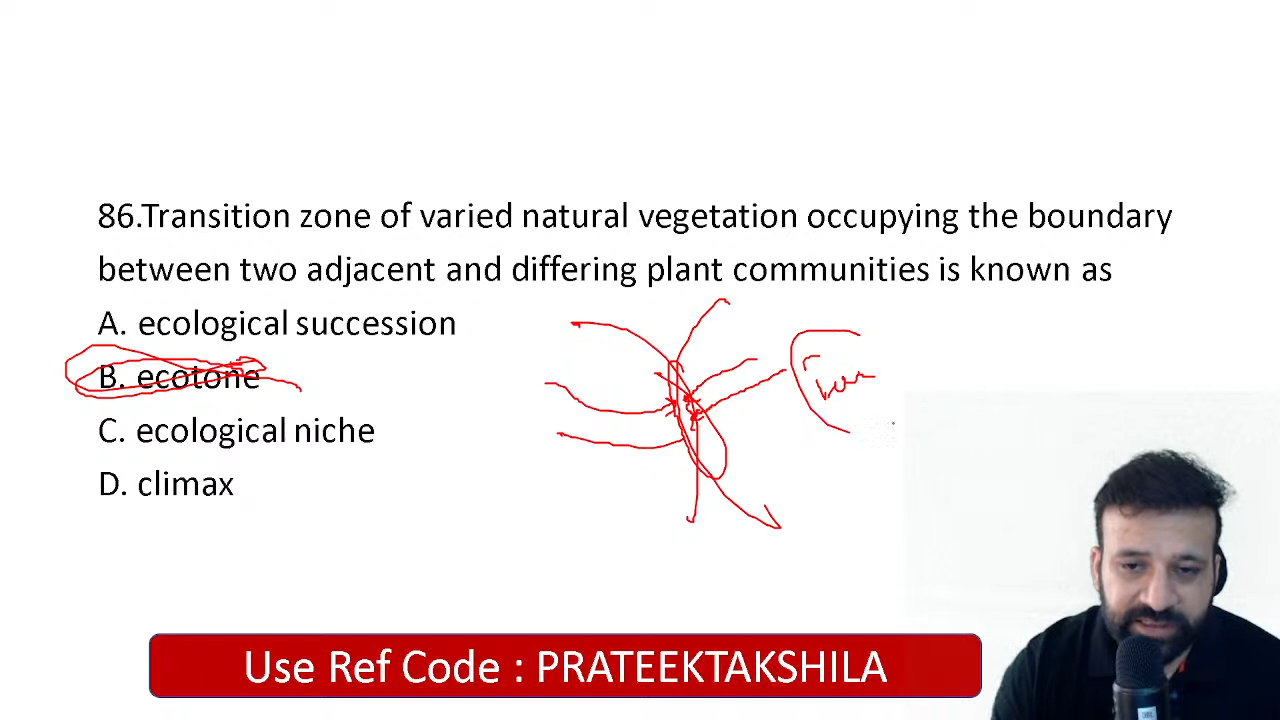 86.Transition zone of varied natural vegetation occupying the boundary
between two adjacent and differing plant communities is known as
A. ecological succession
B. ecotone
C. ecological niche
D. climax
Use Ref Code : PRATEEKTAKSHILA